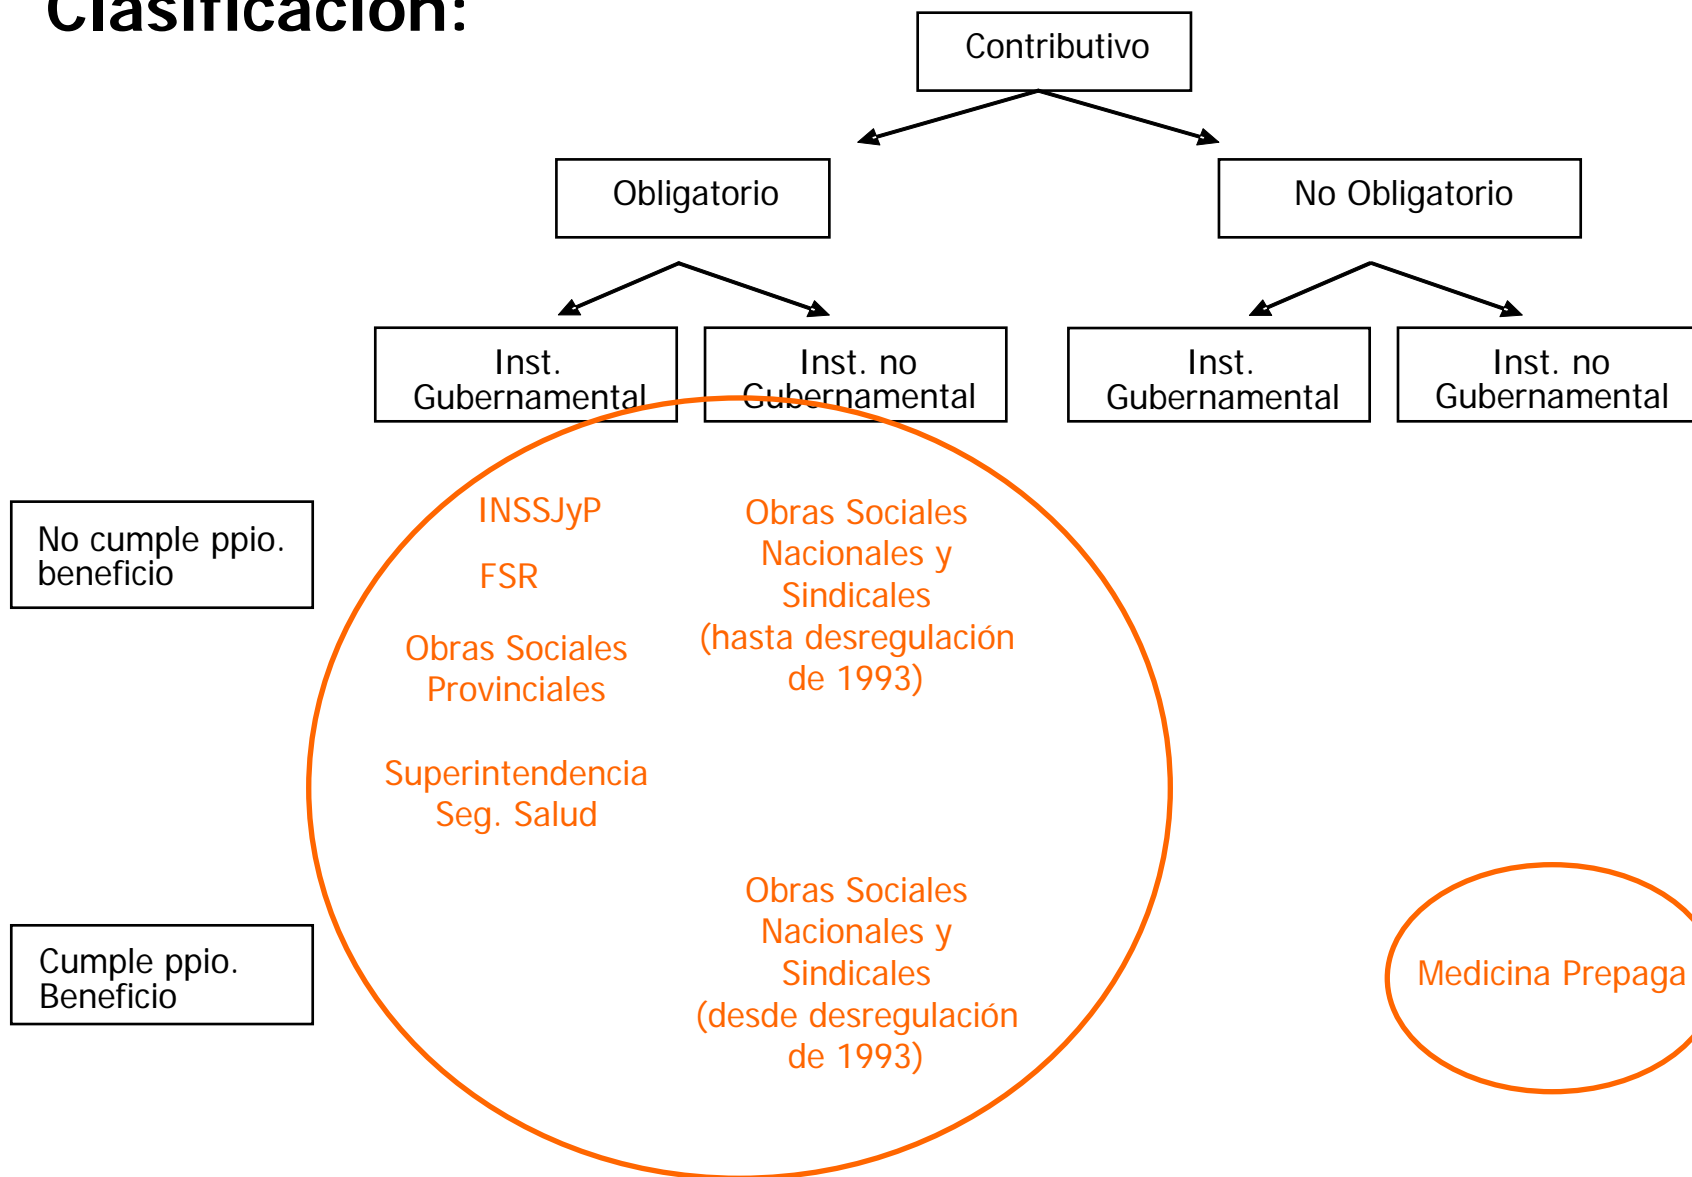 Clasificación:
Contributivo
Obligatorio
No Obligatorio
Inst.
Gubernamental
Inst. no
Gubernamental
Inst.
Gubernamental
Inst. no
Gubernamental
No cumple ppio.
beneficio
INSSJyP
FSR
Obras Sociales
Provinciales
Superintendencia
Seg. Salud
Obras Sociales
Nacionales y
Sindicales
(hasta desregulación
de 1993)
Cumple ppio.
Beneficio
Obras Sociales
Nacionales y
Sindicales
(desde desregulación
de 1993)
Medicina Prepaga